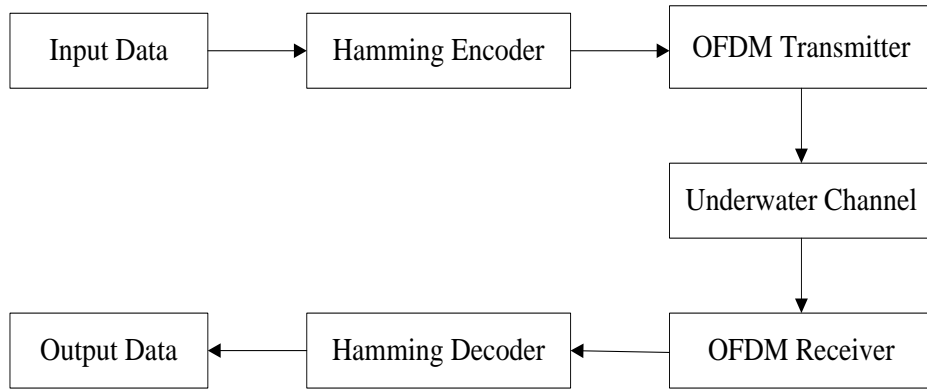 Input Data
Hamming Encoder
OFDM Transmitter
Underwater Channel
Output Data
Hamming Decoder
OFDM Receiver